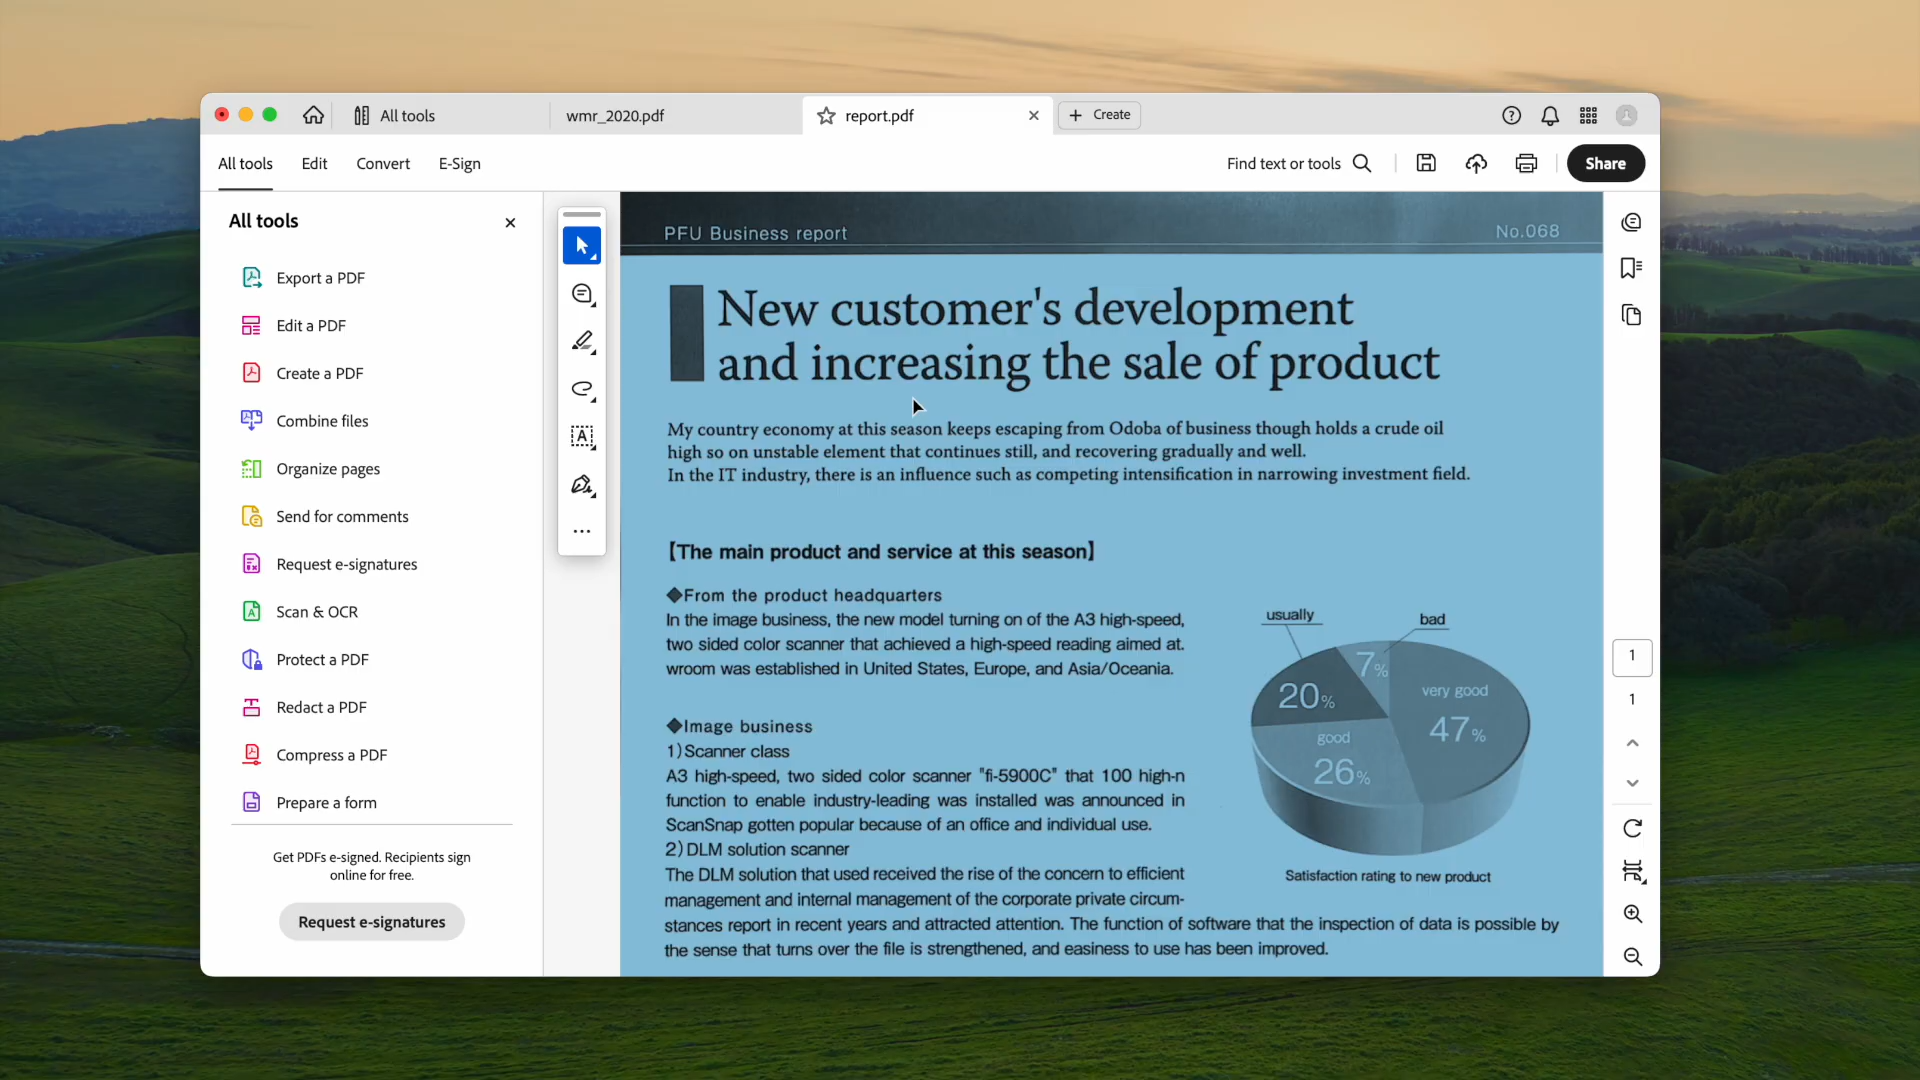 All tools
wmr_2020.pdf
report.pdf
Create
All tools
Edit
Convert
E-Sign
Find text or tools
Share
All tools
Export a PDF
Edit a PDF
Create a PDF
Combine files
Organize pages
Send for comments
Request e-signatures
Scan & OCR
Protect a PDF
Redact a PDF
Compress a PDF
Prepare a form
Get PDFs e-signed. Recipients sign
online for free.
Request e-signatures
PFU Business report
No.068
New customer's development
and increasing the sale of product
My country economy at this season keeps escaping from Odoba of business though holds a crude oil
high so on unstable element that continues still, and recovering gradually and well.
In the IT industry, there is an influence such as competing intensification in narrowing investment field.
【The main product and service at this season】
◆From the product headquarters
In the image business, the new model turning on of the A3 high-speed,
two sided color scanner that achieved a high-speed reading aimed at.
wroom was established in United States, Europe, and Asia/Oceania.
◆Image business
1)Scanner class
A3 high-speed, two sided color scanner "fi-5900C" that 100 high-n
function to enable industry-leading was installed was announced in
ScanSnap gotten popular because of an office and individual use.
2)DLM solution scanner
The DLM solution that used received the rise of the concern to efficient
management and internal management of the corporate private circum-
stances report in recent years and attracted attention. The function of software that the inspection of data is possible by
the sense that turns over the file is strengthened, and easiness to use has been improved.
usually
bad
7%
20%
very good
47%
good
26%
Satisfaction rating to new product
1
1